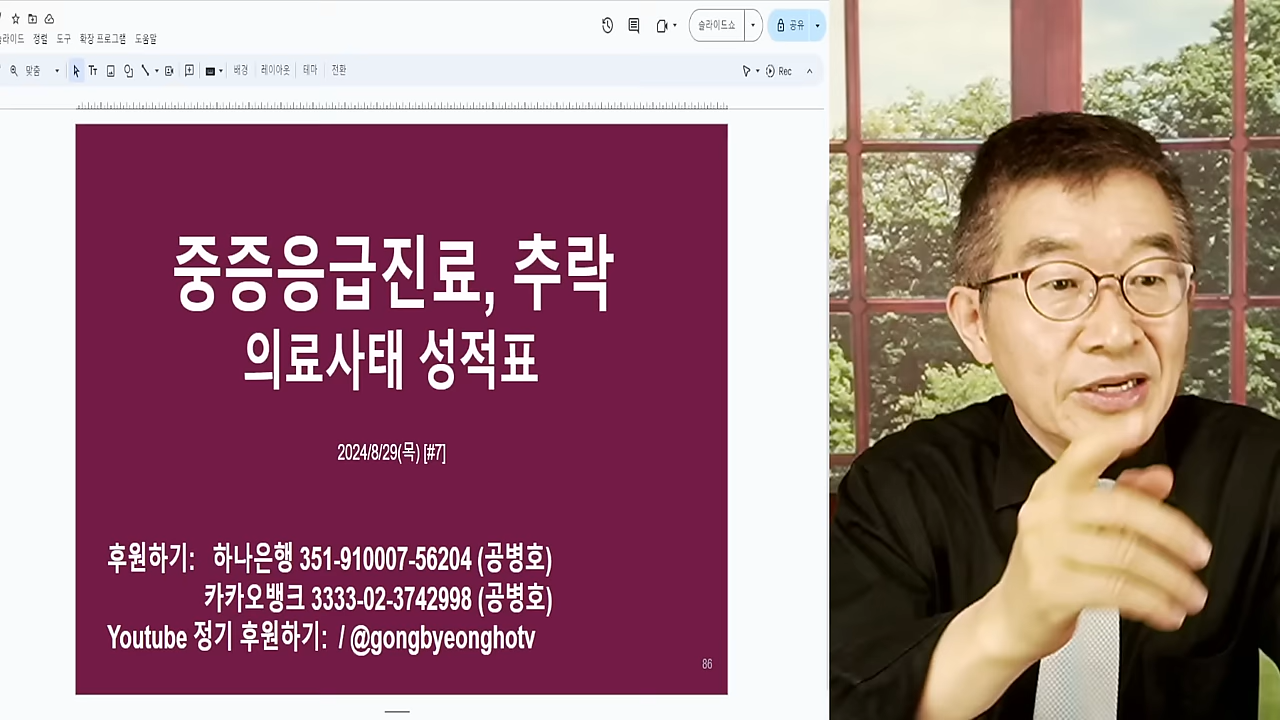 슬라이드쇼
공유
정렬 도구 확장 프로그램 도움말
맞춤
배경 레이아웃 테마 전환
Rec
중증응급진료, 추락
의료사태 성적표
2024/8/29(목) [#7]
후원하기: 하나은행 351-910007-56204 (공병호)
카카오뱅크 3333-02-3742998 (공병호)
Youtube 정기 후원하기: / @gongbyeonghotv
86